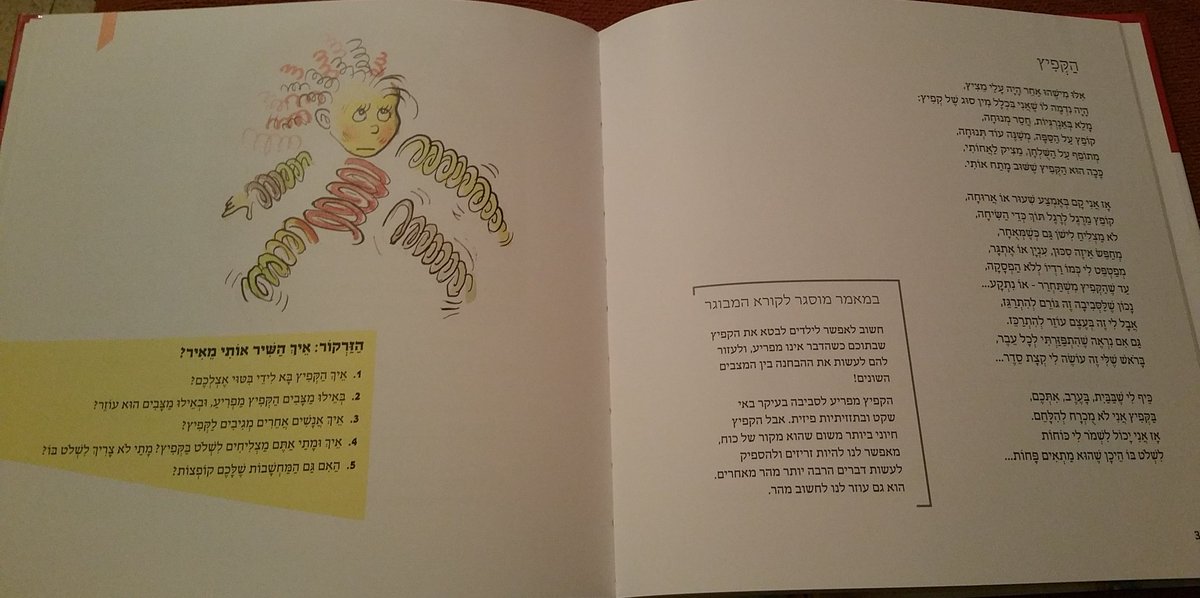 הַקְּפִיץ
אִלּוּ מִישֶׁהוּ אַחֵר הָיָה עָלַי מֵצִיץ,
הָיָה נִדְמֶה לוֹ שֶׁאֲנִי בִּכְלָל מִין סוּג שֶׁל קְפִיץ:
מָלֵא בְּאֵנֶרְגִּיּוֹת, חֲסַר מְנוּחָה,
קוֹפֵץ עַל הַסַּפָּה, מְשַׁנֶּה עוֹד תְּנוּחָה,
מְתוֹפֵף עַל הַשֻּׁלְחָן, מֵצִיק לַאֲחוֹתִי.
כָּכָה הוּא הַקְּפִיץ שֶׁשּׁוּב מָתַח אוֹתִי.
אָז אֲנִי קָם בְּאֶמְצַע שִׁעוּר אוֹ אֲרוּחָה,
קוֹפֵץ מֵרֶגֶל לְרֶגֶל תּוֹךְ כְּדֵי הַשִּׂיחָה,
לֹא מַצְלִיחַ לִישֹׁן גַּם כְּשֶׁמְּאֻחָר,
מְחַפֵּשׂ אֵיזֶה סִכּוּן, עִנְיָן אוֹ אֶתְגָּר,
מְפַטְפֵּט לִי כְּמוֹ רַדְיוֹ לְלֹא הַפְסָקָה,
עַד שֶׁהַקְּפִיץ מִשְׁתַּחְרֵר - אוֹ נִתְקָע...
נָכוֹן שֶׁלַּסְּבִיבָה זֶה גּוֹרֵם לְהִתְרַגֵּז,
אֲבָל לִי זֶה בְּעֶצֶם עוֹזֵר לְהִתְרַכֵּז.
גַּם אִם נִרְאֶה שֶׁהִתְפַּזַּרְתִּי לְכָל עֵבֶר,
בָּרֹאשׁ שֶׁלִּי זֶה עוֹשֶׂה לִי קְצָת סֵדֶר...
כֵּיף לִי שֶׁבַּבַּיִת, בָּעֶרֶב, אִתְּכֶם,
בַּקְּפִיץ אֲנִי לֹא מֻכְרָח לְהִלָּחֵם.
אָז אֲנִי יָכוֹל לִשְׁמֹר לִי כּוֹחוֹת
לִשְׁלֹט בּוֹ הֵיכָן שֶׁהוּא מַתְאִים פָּחוֹת...
במאמר מוסגר לקורא המבוגר
חשוב לאפשר לילדים לבטא את הקפיץ
שבתוכם כשהדבר אינו מפריע, ולעזור
להם לעשות את ההבחנה בין המצבים
השונים!
הקפיץ מפריע לסביבה בעיקר באי
שקט ובתזזיתיות פיזית. אבל הקפיץ
חיוני ביותר משום שהוא מקור של כוח,
מאפשר לנו להיות זריזים ולהספיק
לעשות דברים הרבה יותר מהר מאחרים.
הוא גם עוזר לנו לחשוב מהר.
3
הַזַּרְקוֹר: אֵיךְ הַשִּׁיר אוֹתִי מֵאִיר?
1. אֵיךְ הַקְּפִיץ בָּא לִידֵי בִּטּוּי אֶצְלְכֶם?
2. בְּאֵילוּ מַצָּבִים הַקְּפִיץ מַפְרִיעַ, וּבְאֵילוּ מַצָּבִים הוּא עוֹזֵר?
3. אֵיךְ אֲנָשִׁים אֲחֵרִים מְגִיבִים לַקְּפִיץ?
4. אֵיךְ וּמָתַי אַתֶּם מַצְלִיחִים לִשְׁלֹט בַּקְּפִיץ? מָתַי לֹא צָרִיךְ לִשְׁלֹט בּוֹ?
5. הַאִם גַּם הַמַּחְשָׁבוֹת שֶׁלָּכֶם קוֹפְצוֹת?